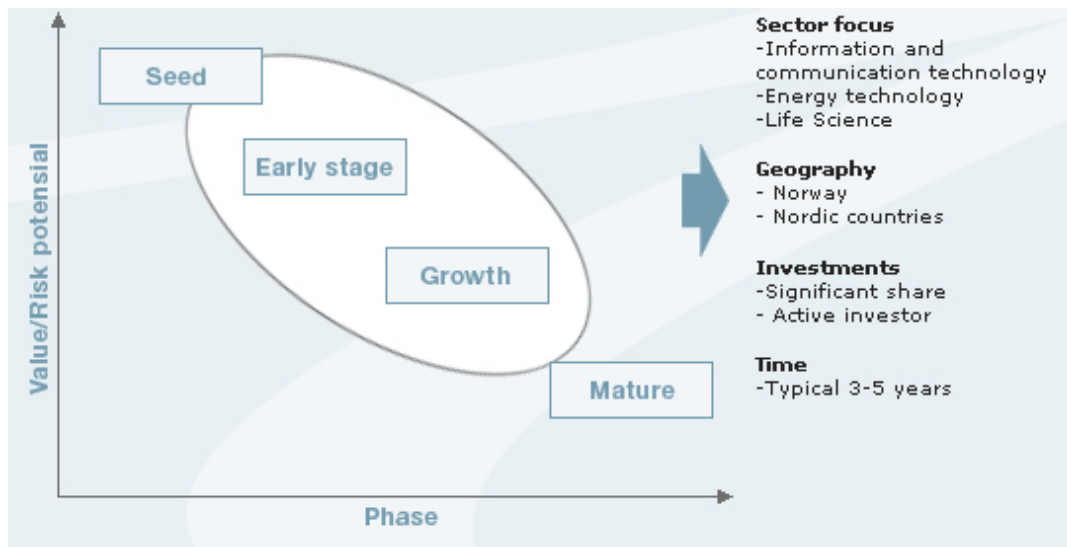 Seed
Early stage
Growth
Mature
Value/Risk potensial
Phase
Sector focus
-Information and
communication technology
-Energy technology
-Life Science
Geography
- Norway
- Nordic countries
Investments
-Significant share
- Active investor
Time
-Typical 3-5 years